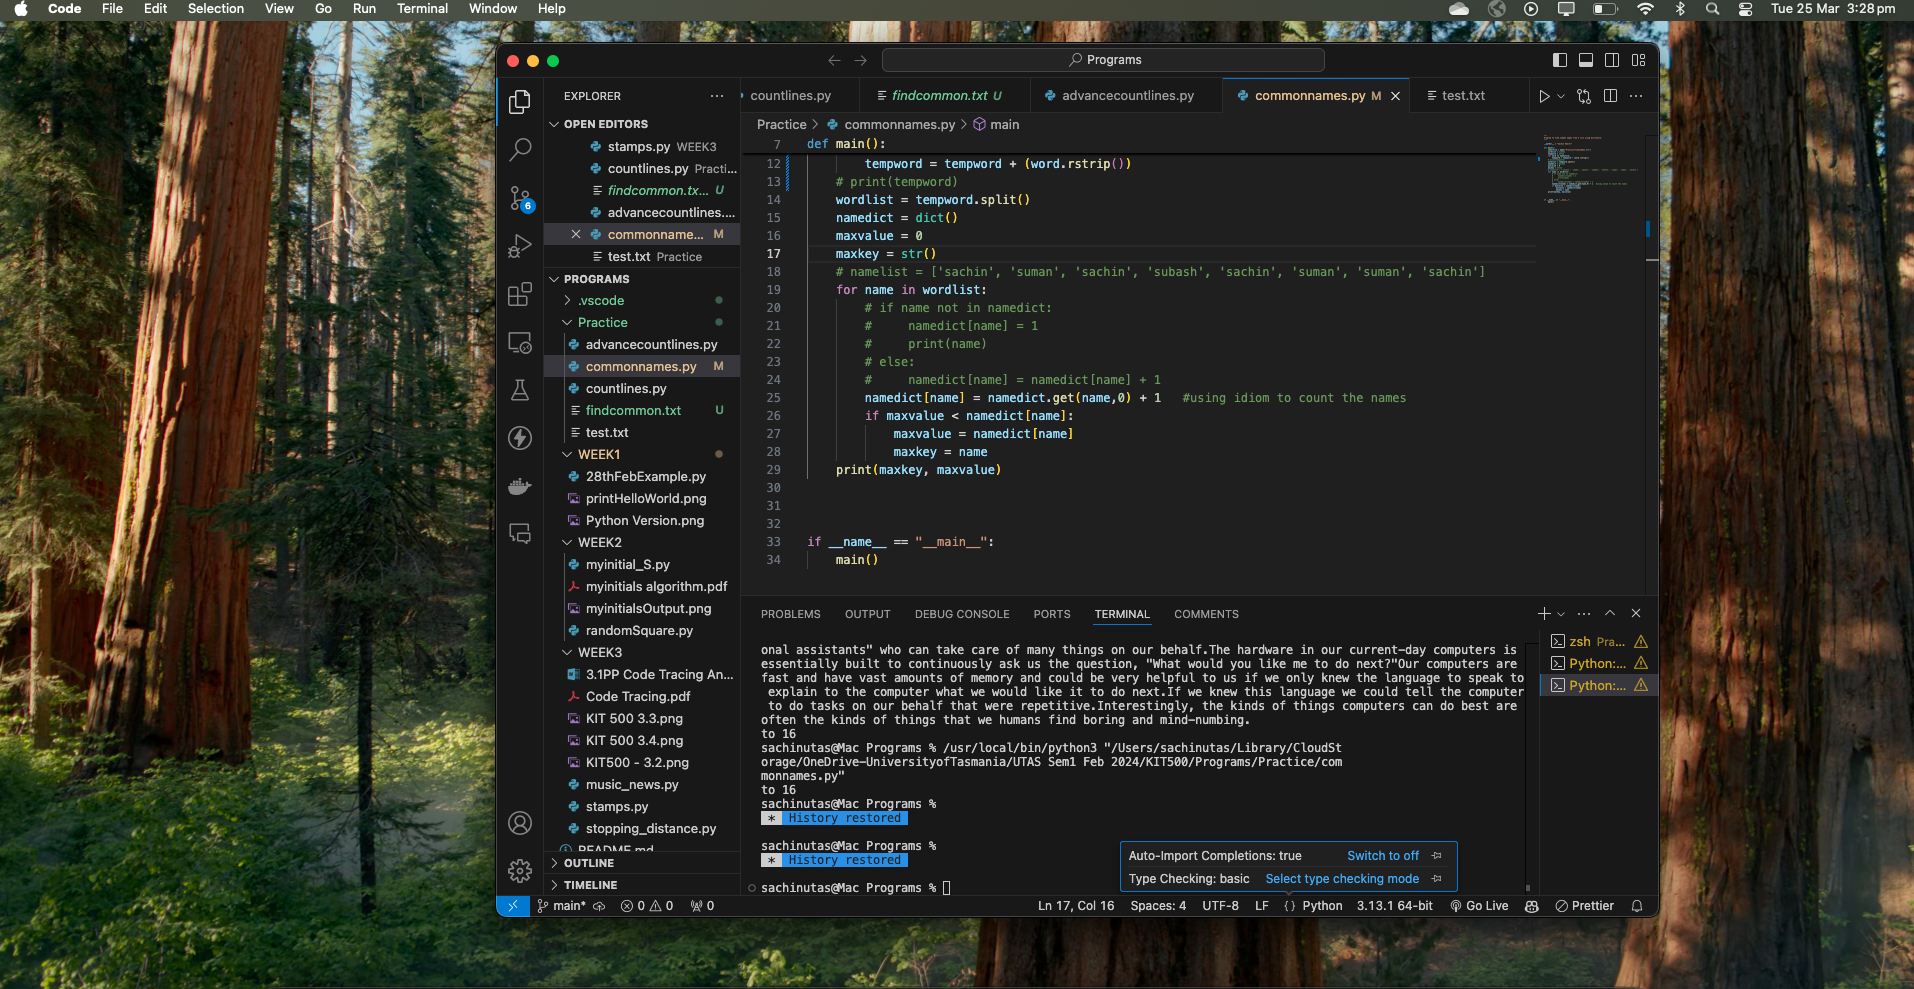 Code File Edit Selection View Go Run Terminal Window Help
Tue 25 Mar 3:28 pm
Programs
EXPLORER
countlines.py
findcommon.txt U
advancecountlines.py
commonnames.py M
test.txt
OPEN EDITORS
stamps.py WEEK3
countlines.py Practi...
findcommon.tx... U
advancecountlines....
commonname... M
test.txt Practice
PROGRAMS
.vscode
Practice
advancecountlines.py
commonnames.py M
countlines.py
findcommon.txt U
test.txt
WEEK1
28thFebExample.py
printHelloWorld.png
Python Version.png
WEEK2
myinitial_S.py
myinitials algorithm.pdf
myinitialsOutput.png
randomSquare.py
WEEK3
3.1PP Code Tracing An...
Code Tracing.pdf
KIT 500 3.3.png
KIT 500 3.4.png
KIT500 - 3.2.png
music_news.py
stamps.py
stopping_distance.py
README.md
OUTLINE
TIMELINE
6
Practice > commonnames.py > main
7 def main():
12 tempword = tempword + (word.rstrip())
13 # print(tempword)
14 wordlist = tempword.split()
15 namedict = dict()
16 maxvalue = 0
17 maxkey = str()
18 # namelist = ['sachin', 'suman', 'sachin', 'subash', 'sachin', 'suman', 'suman', 'sachin']
19 for name in wordlist:
20 # if name not in namedict:
21 #     namedict[name] = 1
22 #     print(name)
23 # else:
24 #     namedict[name] = namedict[name] + 1
25 namedict[name] = namedict.get(name,0) + 1   #using idiom to count the names
26 if maxvalue < namedict[name]:
27 maxvalue = namedict[name]
28 maxkey = name
29 print(maxkey, maxvalue)
30
31
32
33 if __name__ == "__main__":
34 main()
PROBLEMS OUTPUT DEBUG CONSOLE PORTS TERMINAL COMMENTS
onal assistants" who can take care of many things on our behalf.The hardware in our current-day computers is
essentially built to continuously ask us the question, "What would you like me to do next?"Our computers are
fast and have vast amounts of memory and could be very helpful to us if we only knew the language to speak to
explain to the computer what we would like it to do next.If we knew this language we could tell the computer
to do tasks on our behalf that were repetitive.Interestingly, the kinds of things computers can do best are
often the kinds of things that we humans find boring and mind-numbing.
to 16
sachinutas@Mac Programs % /usr/local/bin/python3 "/Users/sachinutas/Library/CloudSt
orage/OneDrive-UniversityofTasmania/UTAS Sem1 Feb 2024/KIT500/Programs/Practice/com
monnames.py"
to 16
sachinutas@Mac Programs %
* History restored
sachinutas@Mac Programs %
* History restored
sachinutas@Mac Programs %
zsh Pra...
Python:...
Python:...
Auto-Import Completions: true Switch to off
Type Checking: basic Select type checking mode
main* 0 0 0 Ln 17, Col 16 Spaces: 4 UTF-8 LF {} Python 3.13.1 64-bit Go Live Prettier